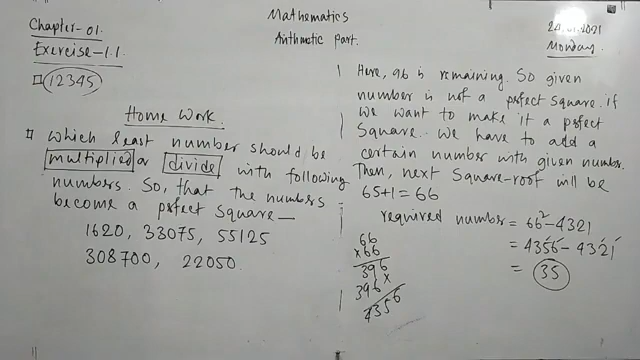 Mathematics
Arithmetic part.
Chapter-01.
Exercise-1.1
12345
.01.2021
Monday
Home Work.
Which least number should be
multiplied or divide with following
numbers. So, that the numbers
become a perfect square—
1620, 33075, 55125
308700, 22050.
Here, 96 is remaining. So given
number is not a perfect square. if
we want to make it a perfect
Square. We have to add a
certain number with given number.
Then, next Square-root will be
65+1 = 66
required number = 66²-4321
= 4356 - 4321
= 35
66
×66
396
396×
4356